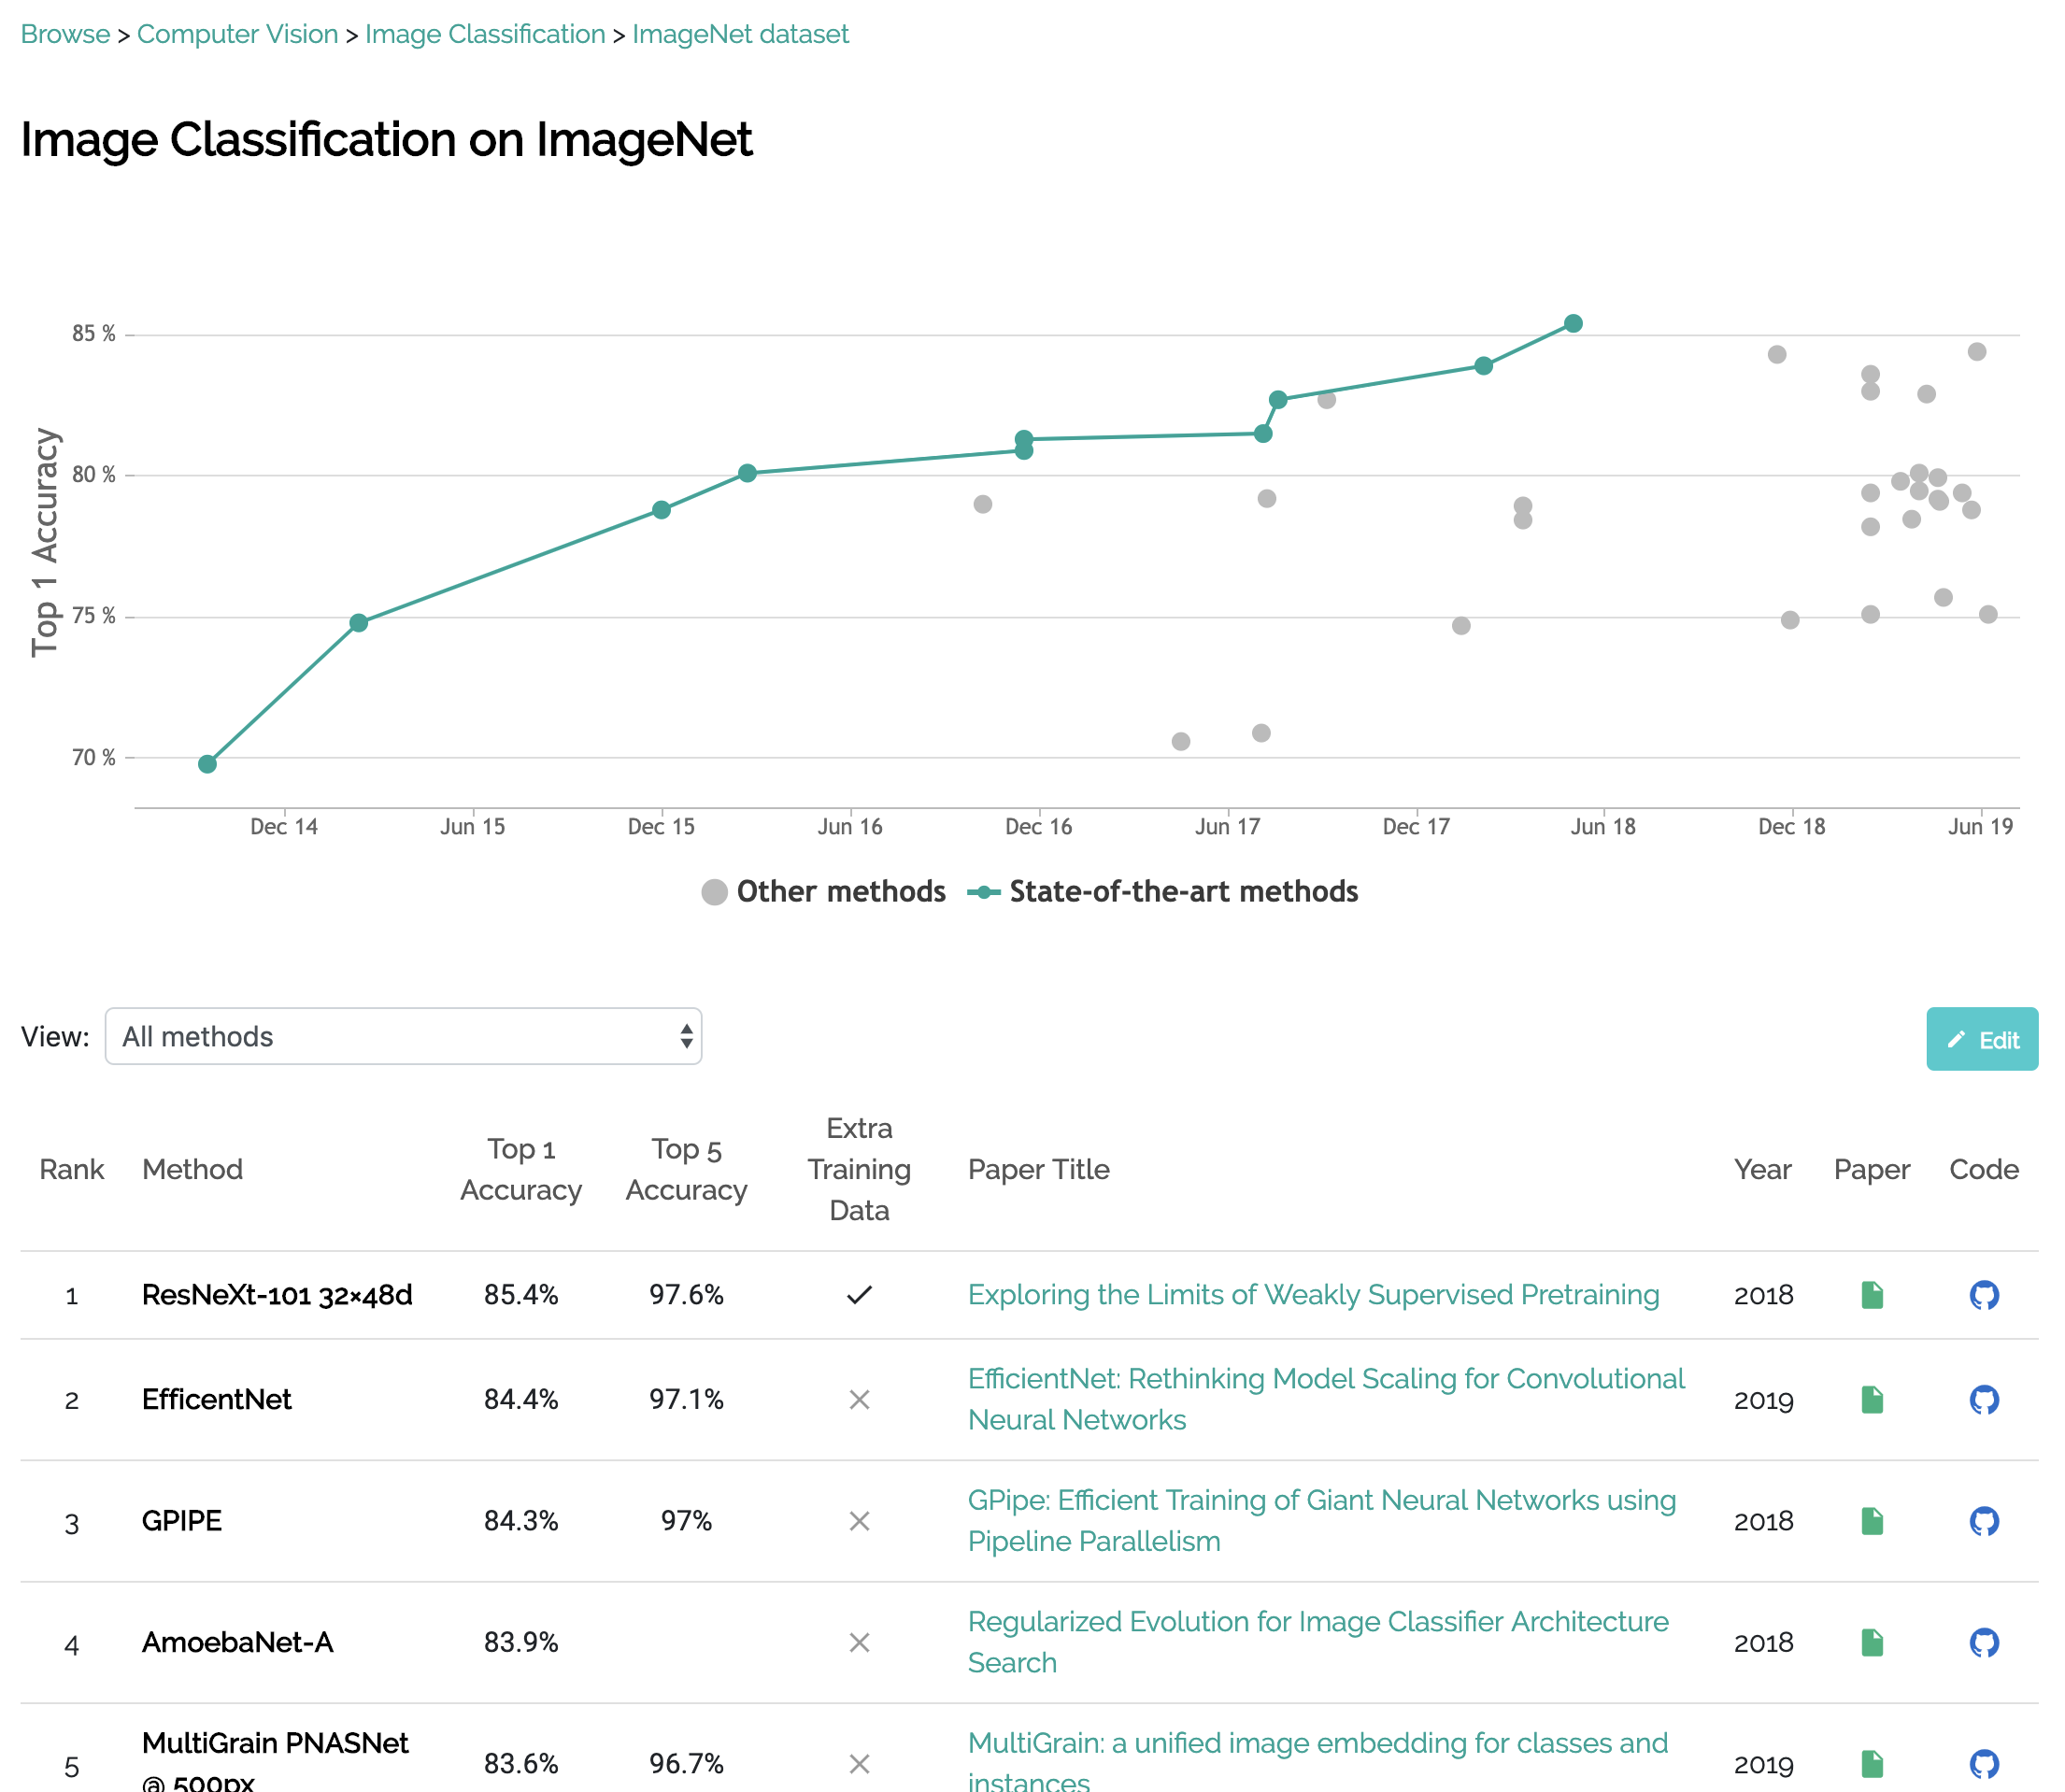 Browse > Computer Vision > Image Classification > ImageNet dataset
Image Classification on ImageNet
85 %
80 %
75 %
70 %
Top 1 Accuracy
Dec 14 Jun 15 Dec 15 Jun 16 Dec 16 Jun 17 Dec 17 Jun 18 Dec 18 Jun 19
Other methods State-of-the-art methods
View: All methods Edit
Rank Method Top 1 Accuracy Top 5 Accuracy Extra Training Data Paper Title Year Paper Code
1 ResNeXt-101 32×48d 85.4% 97.6% ✓ Exploring the Limits of Weakly Supervised Pretraining 2018
2 EfficentNet 84.4% 97.1% × EfficientNet: Rethinking Model Scaling for Convolutional
Neural Networks 2019
3 GPIPE 84.3% 97% × GPipe: Efficient Training of Giant Neural Networks using
Pipeline Parallelism 2018
4 AmoebaNet-A 83.9% × Regularized Evolution for Image Classifier Architecture
Search 2018
5 MultiGrain PNASNet
@ 500px 83.6% 96.7% × MultiGrain: a unified image embedding for classes and
instances 2019